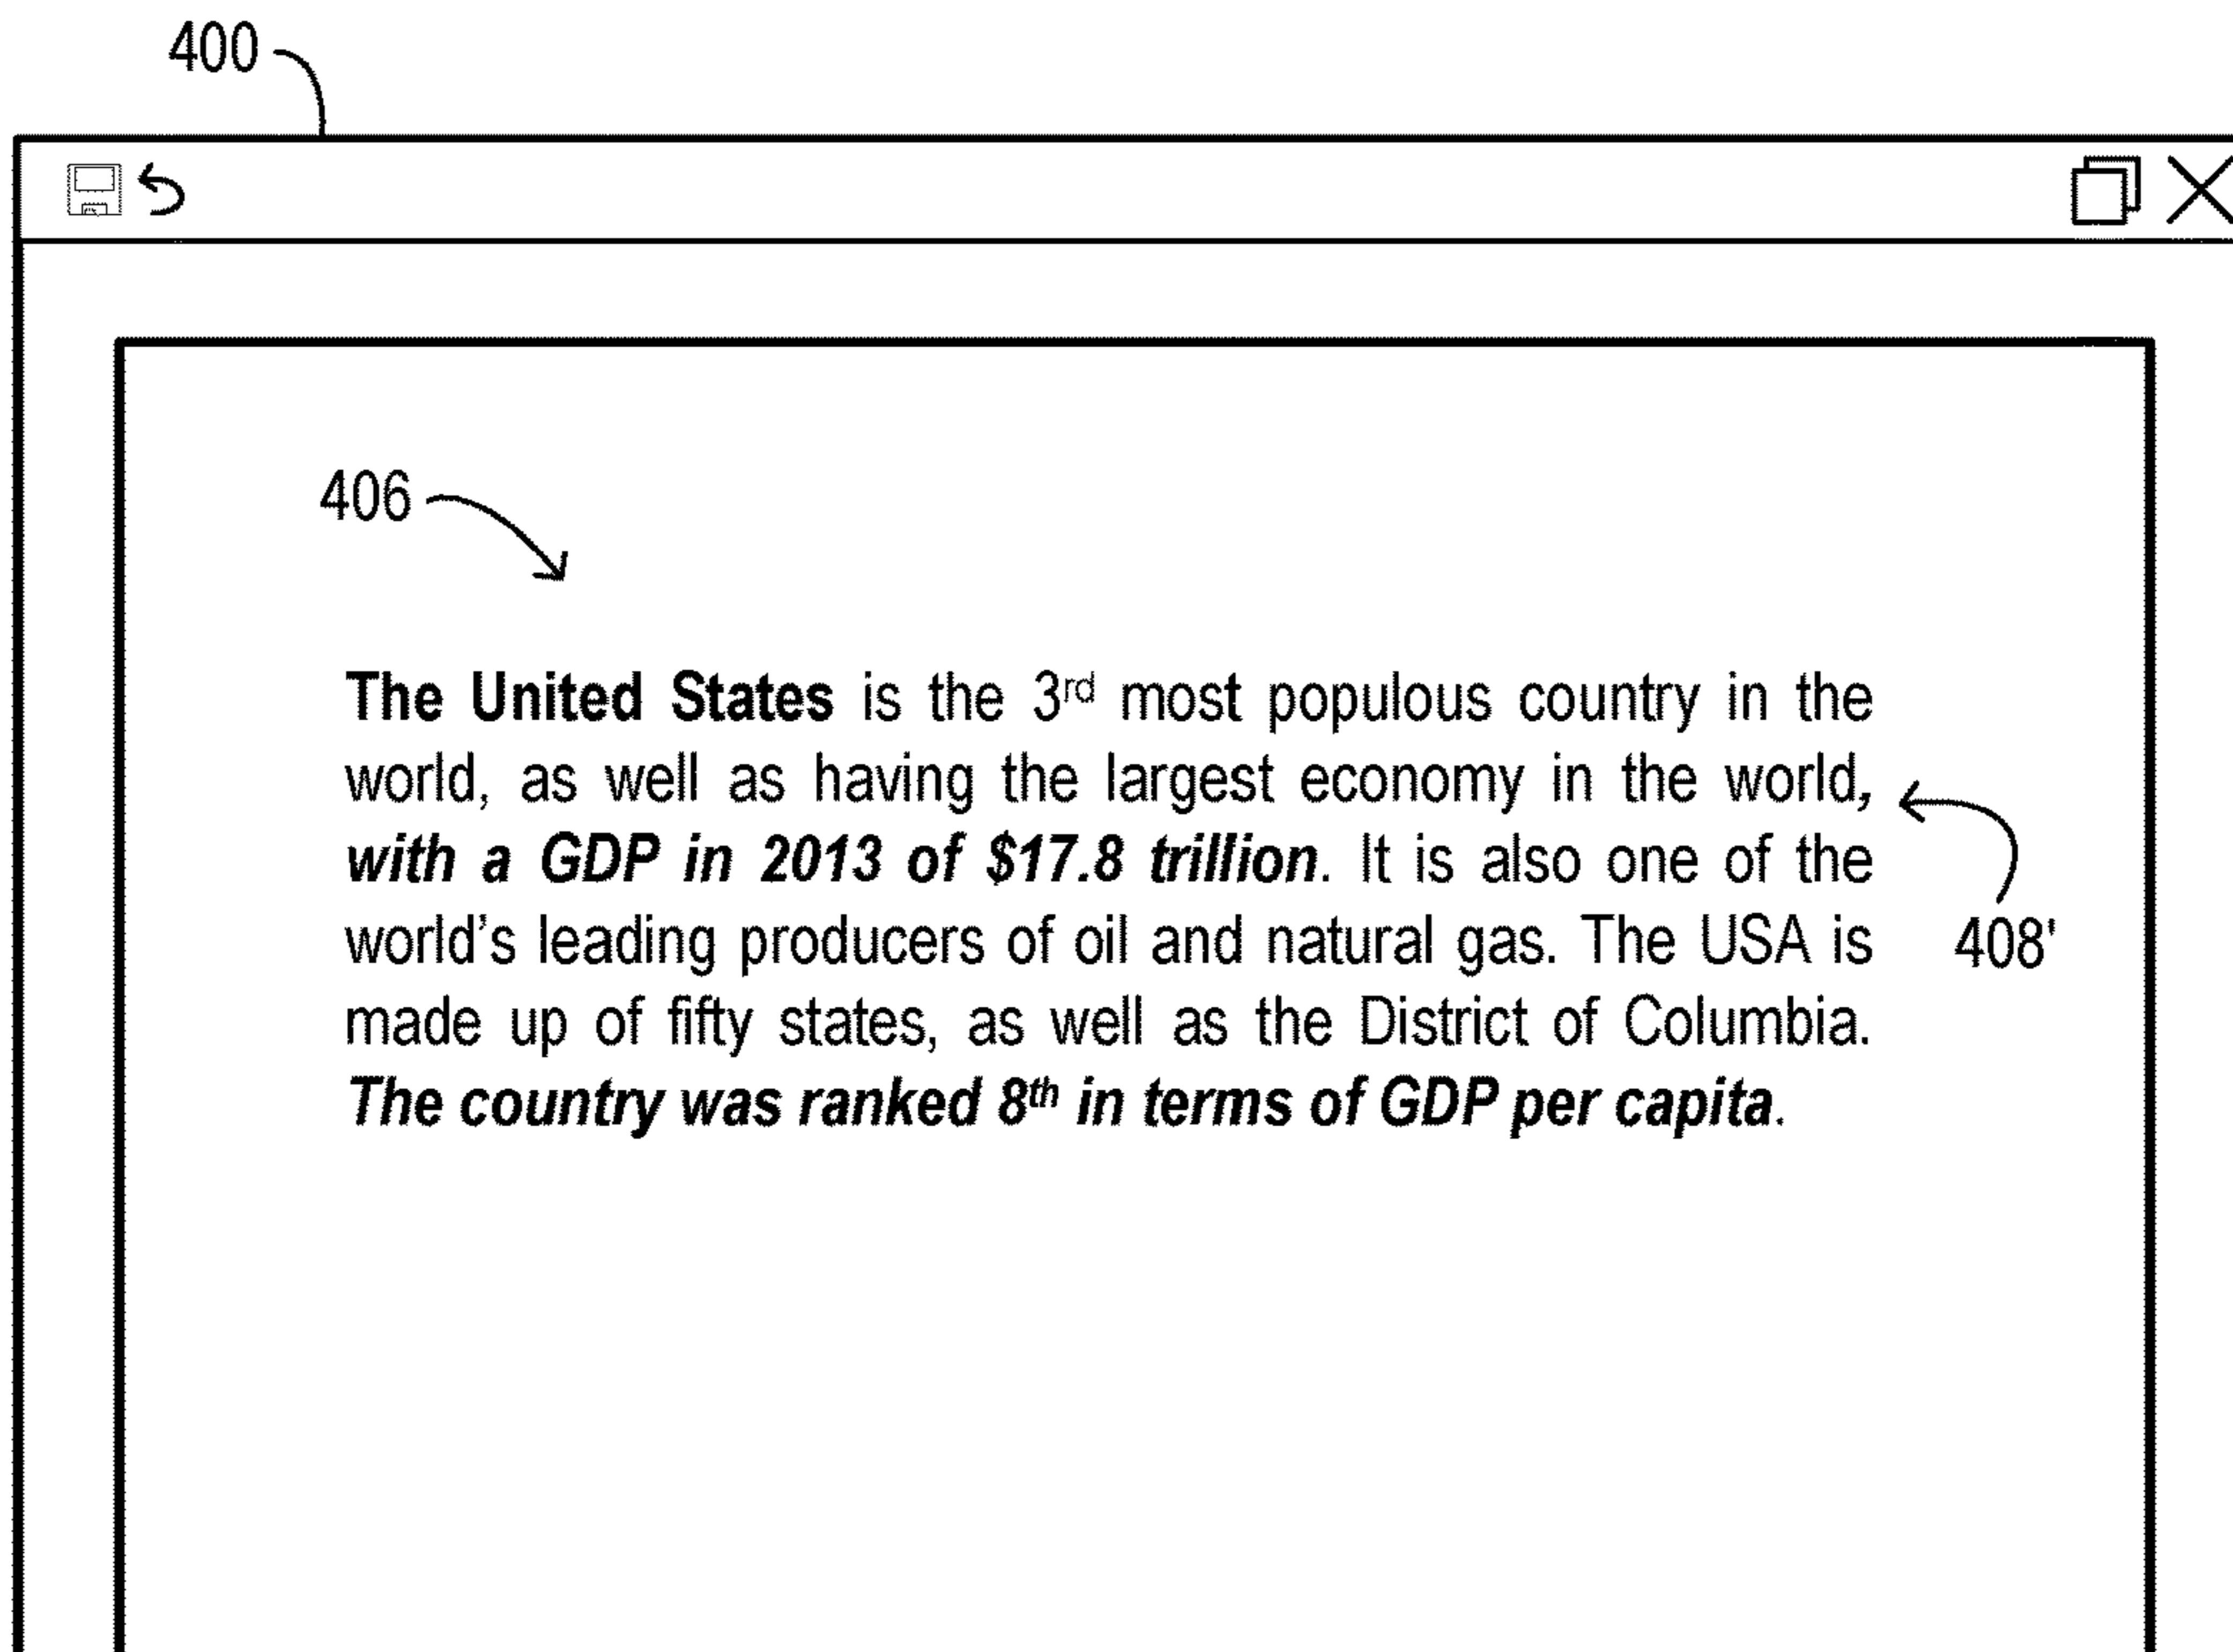 400
406
The United States is the 3rd most populous country in the
world, as well as having the largest economy in the world,
with a GDP in 2013 of $17.8 trillion. It is also one of the
world's leading producers of oil and natural gas. The USA is
408'
made up of fifty states, as well as the District of Columbia.
The country was ranked 8th in terms of GDP per capita.